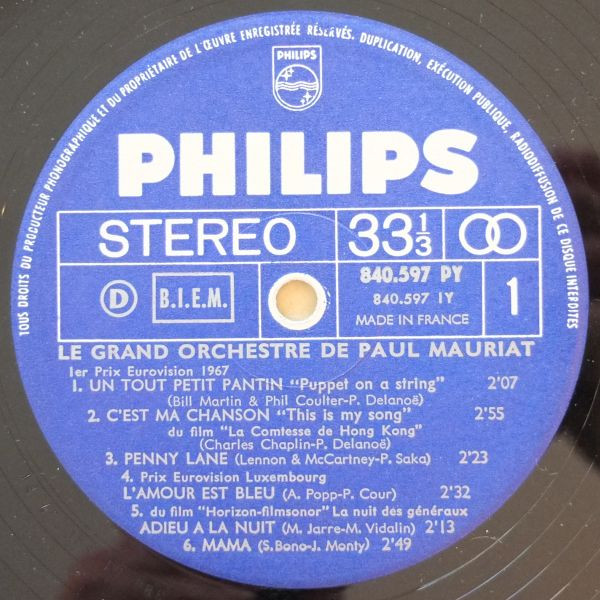 TOUS DROITS DU PRODUCTEUR PHONOGRAPHIQUE ET DU PROPRIÉTAIRE DE L'ŒUVRE ENREGISTRÉE RÉSERVÉS. DUPLICATION, EXÉCUTION PUBLIQUE, RADIODIFFUSION DE CE DISQUE INTERDITES
PHILIPS
PHILIPS
STEREO 33 1/3
D B.I.E.M. 840.597 PY 1
840.597 IY
MADE IN FRANCE
LE GRAND ORCHESTRE DE PAUL MAURIAT
1er Prix Eurovision 1967
1. UN TOUT PETIT PANTIN "Puppet on a string" 2'07
(Bill Martin & Phil Coulter-P. Delanoë)
2. C'EST MA CHANSON "This is my song" 2'55
du film "La Comtesse de Hong Kong"
(Charles Chaplin-P. Delanoë)
3. PENNY LANE (Lennon & McCartney-P. Saka) 2'23
4. Prix Eurovision Luxembourg
L'AMOUR EST BLEU (A. Popp-P. Cour) 2'32
5. du film "Horizon-filmsonor" La nuit des généraux
ADIEU A LA NUIT (M. Jarre-M. Vidalin) 2'13
6. MAMA (S. Bono-J. Monty) 2'49